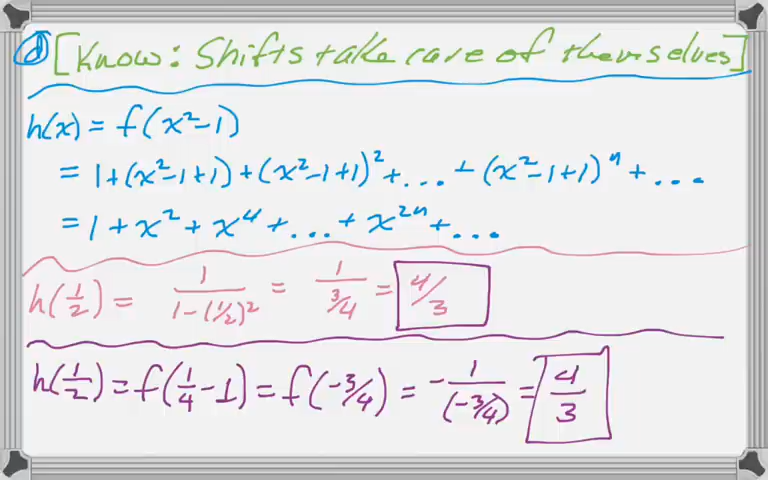 d [Know: Shifts take care of themselves]
h(x) = f(x²-1)
= 1+(x²-1+1)+(x²-1+1)²+...+(x²-1+1)ⁿ+...
= 1+x²+x⁴+...+x²ⁿ+...
h(1/2) = 1/(1-(1/2)²) = 1/(3/4) = 4/3
h(1/2) = f(1/4-1) = f(-3/4) = -1/(-3/4) = 4/3